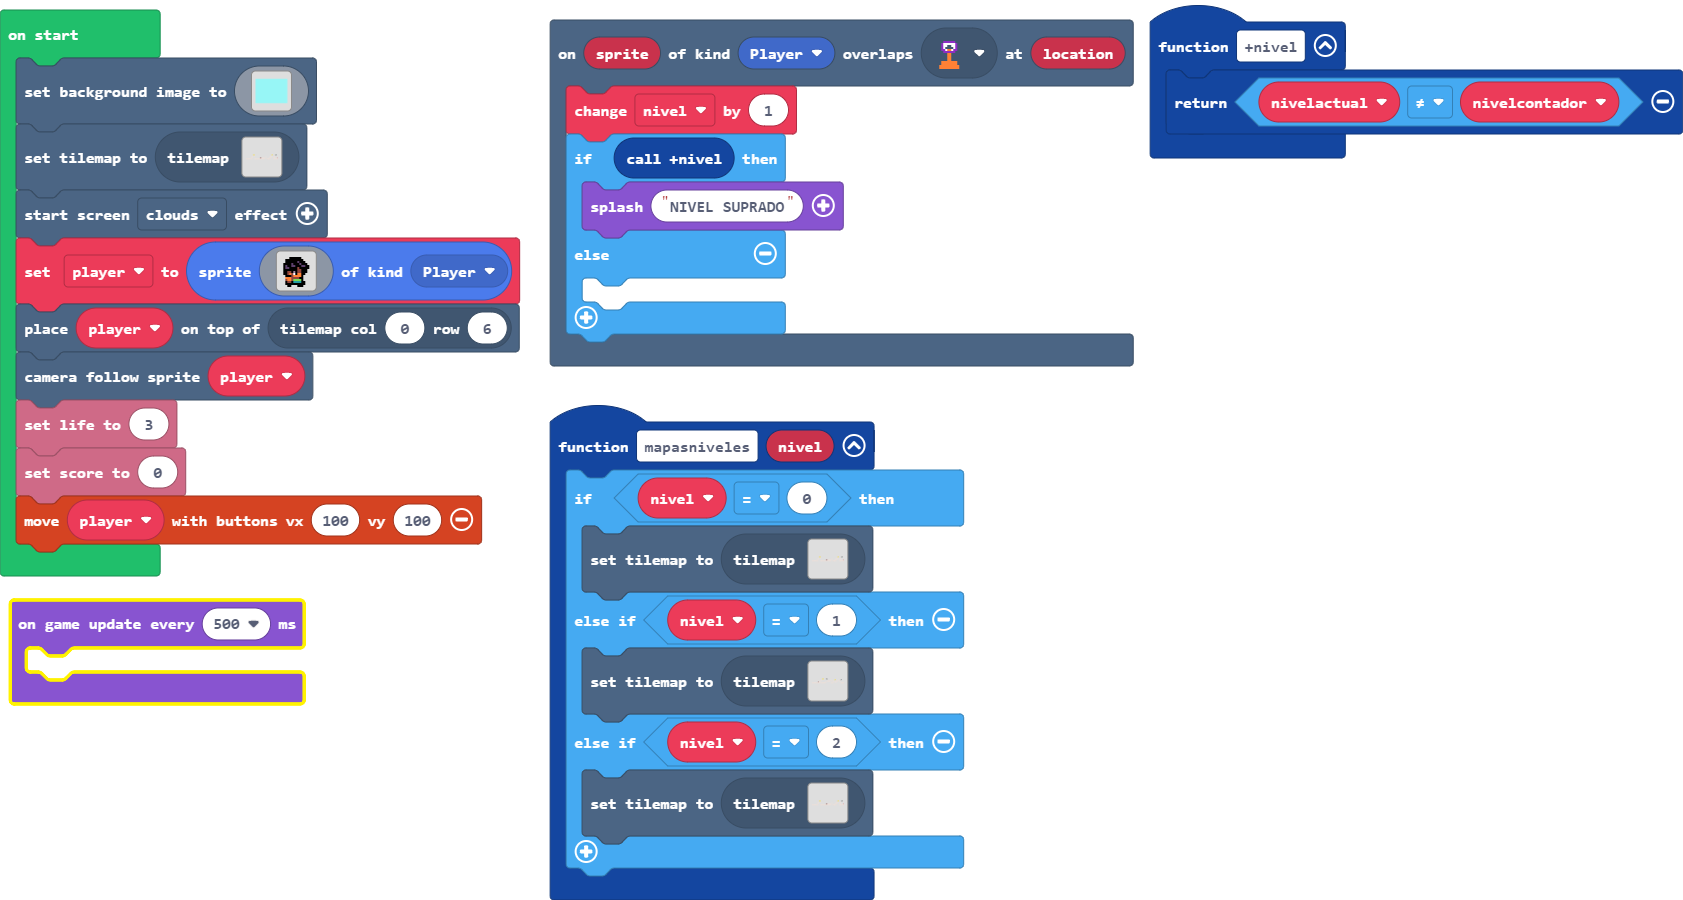 on start
set background image to
set tilemap to tilemap
start screen clouds effect
set player to sprite of kind Player
place player on top of tilemap col 0 row 6
camera follow sprite player
set life to 3
set score to 0
move player with buttons vx 100 vy 100
on game update every 500 ms
on sprite of kind Player overlaps at location
change nivel by 1
if call +nivel then
splash "NIVEL SUPRADO"
else
function mapasniveles nivel
if nivel = 0 then
set tilemap to tilemap
else if nivel = 1 then
set tilemap to tilemap
else if nivel = 2 then
set tilemap to tilemap
function +nivel
return nivelactual ≠ nivelcontador